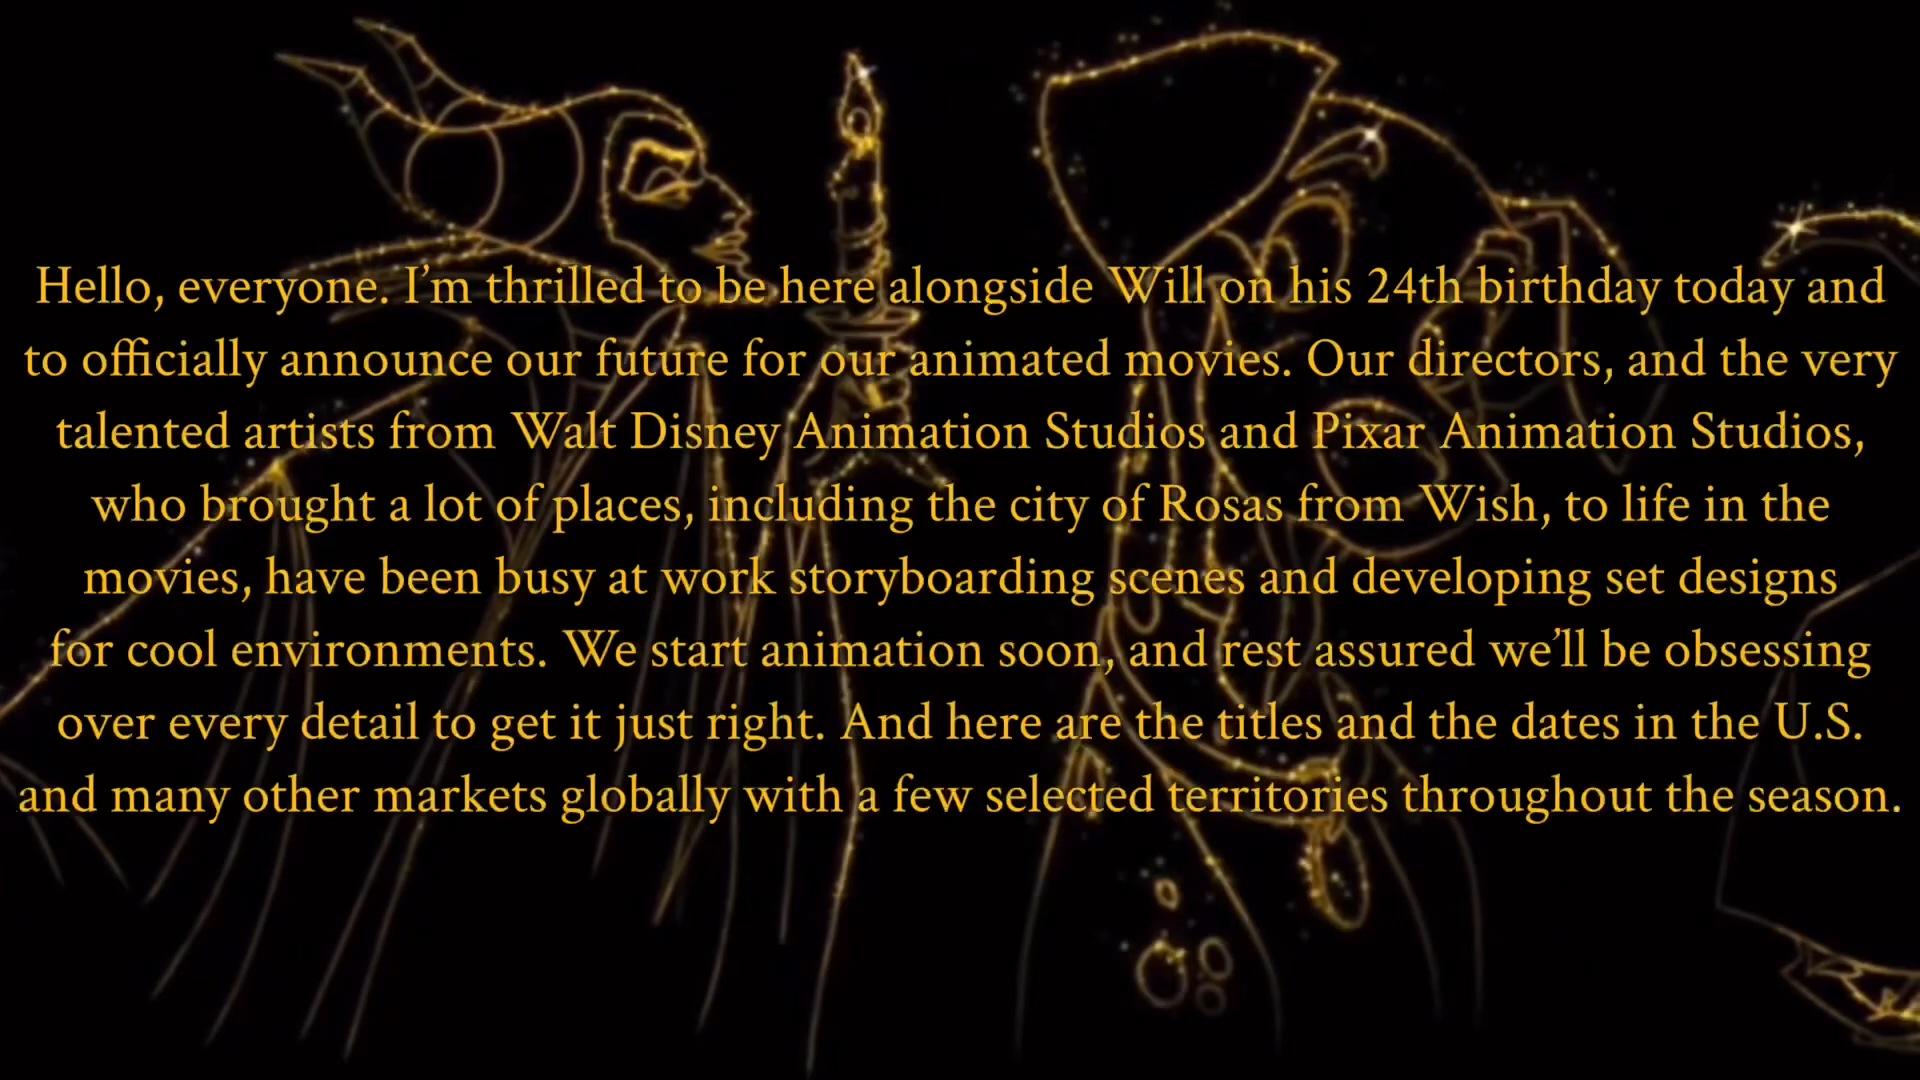 Hello, everyone. I’m thrilled to be here alongside Will on his 24th birthday today and
to officially announce our future for our animated movies. Our directors, and the very
talented artists from Walt Disney Animation Studios and Pixar Animation Studios,
who brought a lot of places, including the city of Rosas from Wish, to life in the
movies, have been busy at work storyboarding scenes and developing set designs
for cool environments. We start animation soon, and rest assured we’ll be obsessing
over every detail to get it just right. And here are the titles and the dates in the U.S.
and many other markets globally with a few selected territories throughout the season.